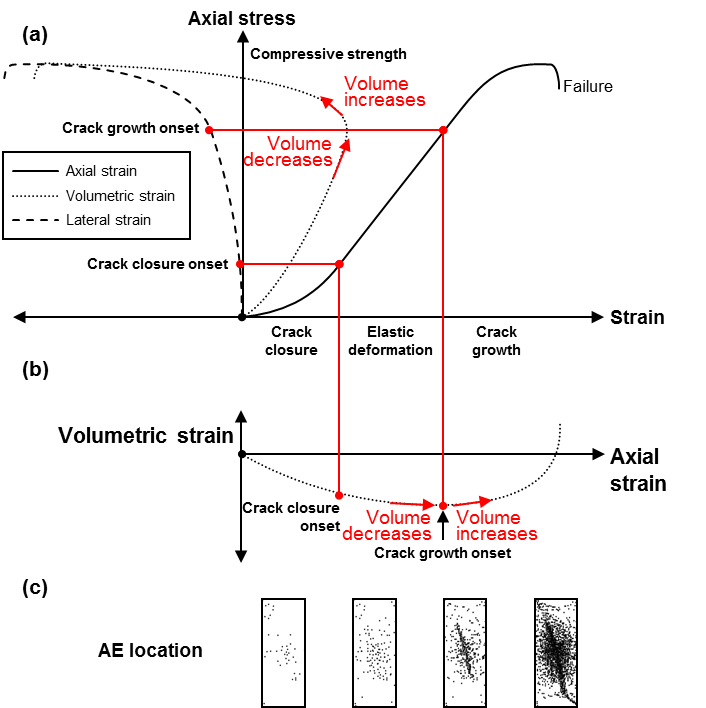 Axial stress
(a)
Compressive strength
Volume
increases
Failure
Crack growth onset
Volume
decreases
Axial strain
Volumetric strain
Lateral strain
Crack closure onset
Strain
Crack
closure
Elastic
deformation
Crack
growth
(b)
Volumetric strain
Axial
strain
Crack closure
onset
Volume
decreases
Volume
increases
Crack growth onset
(c)
AE location